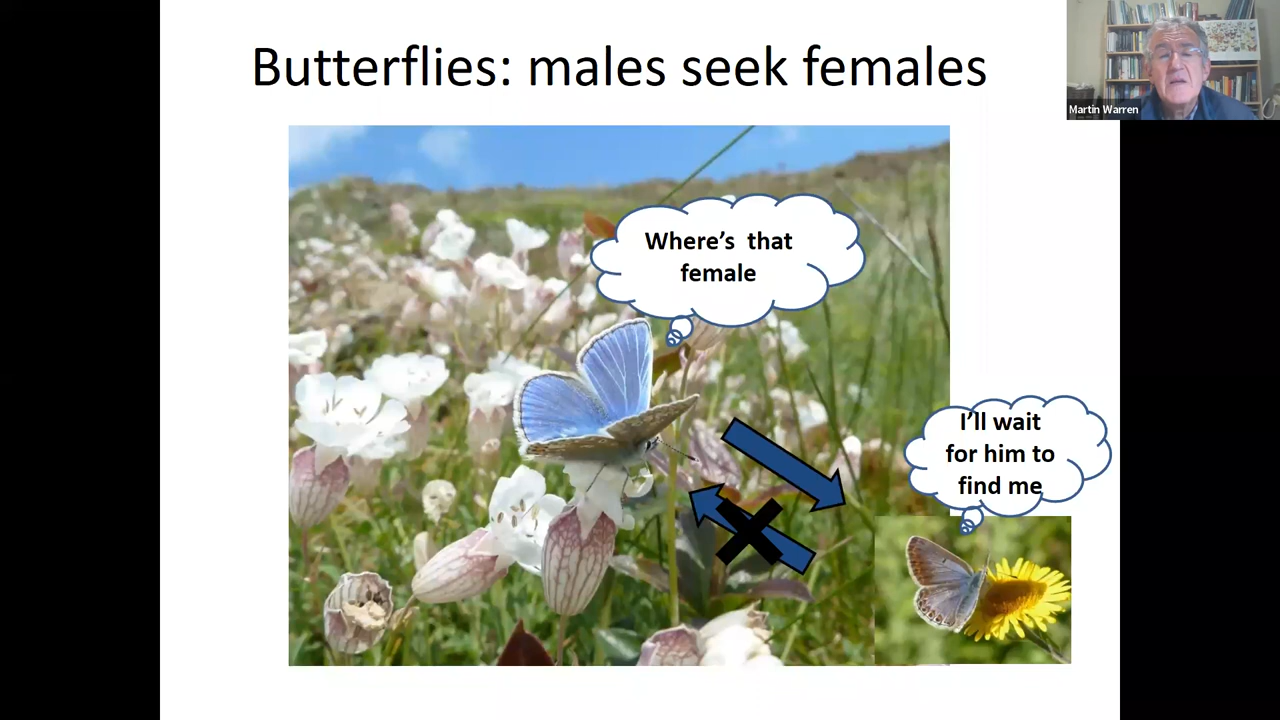 Butterflies: males seek females
Martin Warren
Where's that
female
I'll wait
for him to
find me